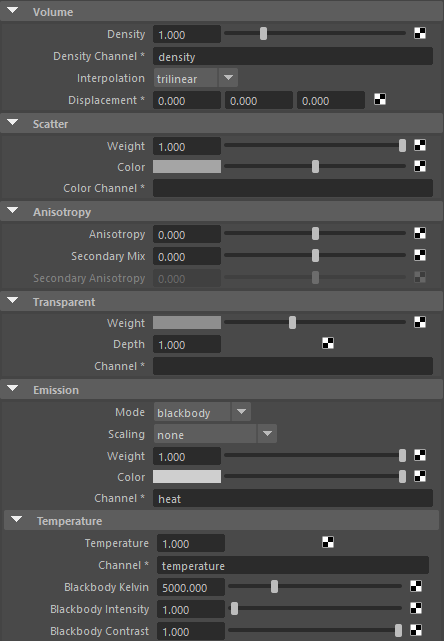 Volume
Density 1.000
Density Channel * density
Interpolation trilinear
Displacement * 0.000 0.000 0.000
Scatter
Weight 1.000
Color
Color Channel *
Anisotropy
Anisotropy 0.000
Secondary Mix 0.000
Secondary Anisotropy 0.000
Transparent
Weight
Depth 1.000
Channel *
Emission
Mode blackbody
Scaling none
Weight 1.000
Color
Channel * heat
Temperature
Temperature 1.000
Channel * temperature
Blackbody Kelvin 5000.000
Blackbody Intensity 1.000
Blackbody Contrast 1.000